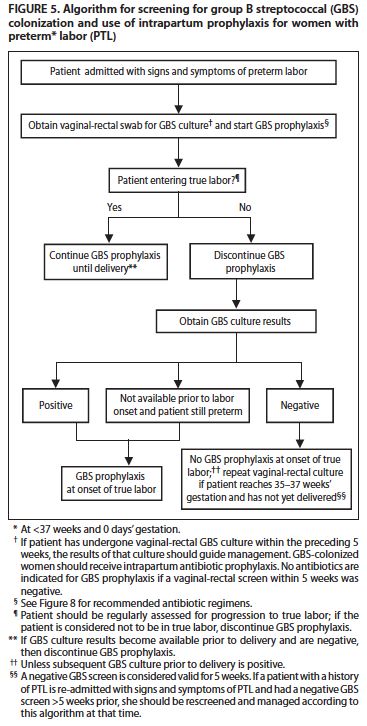 FIGURE 5. Algorithm for screening for group B streptococcal (GBS)
colonization and use of intrapartum prophylaxis for women with
preterm* labor (PTL)
Patient admitted with signs and symptoms of preterm labor
Obtain vaginal-rectal swab for GBS culture† and start GBS prophylaxis§
Patient entering true labor?¶
Yes
No
Continue GBS prophylaxis
until delivery**
Discontinue GBS
prophylaxis
Obtain GBS culture results
Positive
Not available prior to labor
onset and patient still preterm
Negative
GBS prophylaxis
at onset of true labor
No GBS prophylaxis at onset of true
labor;†† repeat vaginal-rectal culture
if patient reaches 35–37 weeks'
gestation and has not yet delivered§§
* At <37 weeks and 0 days' gestation.
† If patient has undergone vaginal-rectal GBS culture within the preceding 5
weeks, the results of that culture should guide management. GBS-colonized
women should receive intrapartum antibiotic prophylaxis. No antibiotics are
indicated for GBS prophylaxis if a vaginal-rectal screen within 5 weeks was
negative.
§ See Figure 8 for recommended antibiotic regimens.
¶ Patient should be regularly assessed for progression to true labor; if the
patient is considered not to be in true labor, discontinue GBS prophylaxis.
** If GBS culture results become available prior to delivery and are negative,
then discontinue GBS prophylaxis.
†† Unless subsequent GBS culture prior to delivery is positive.
§§ A negative GBS screen is considered valid for 5 weeks. If a patient with a history
of PTL is re-admitted with signs and symptoms of PTL and had a negative GBS
screen >5 weeks prior, she should be rescreened and managed according to
this algorithm at that time.